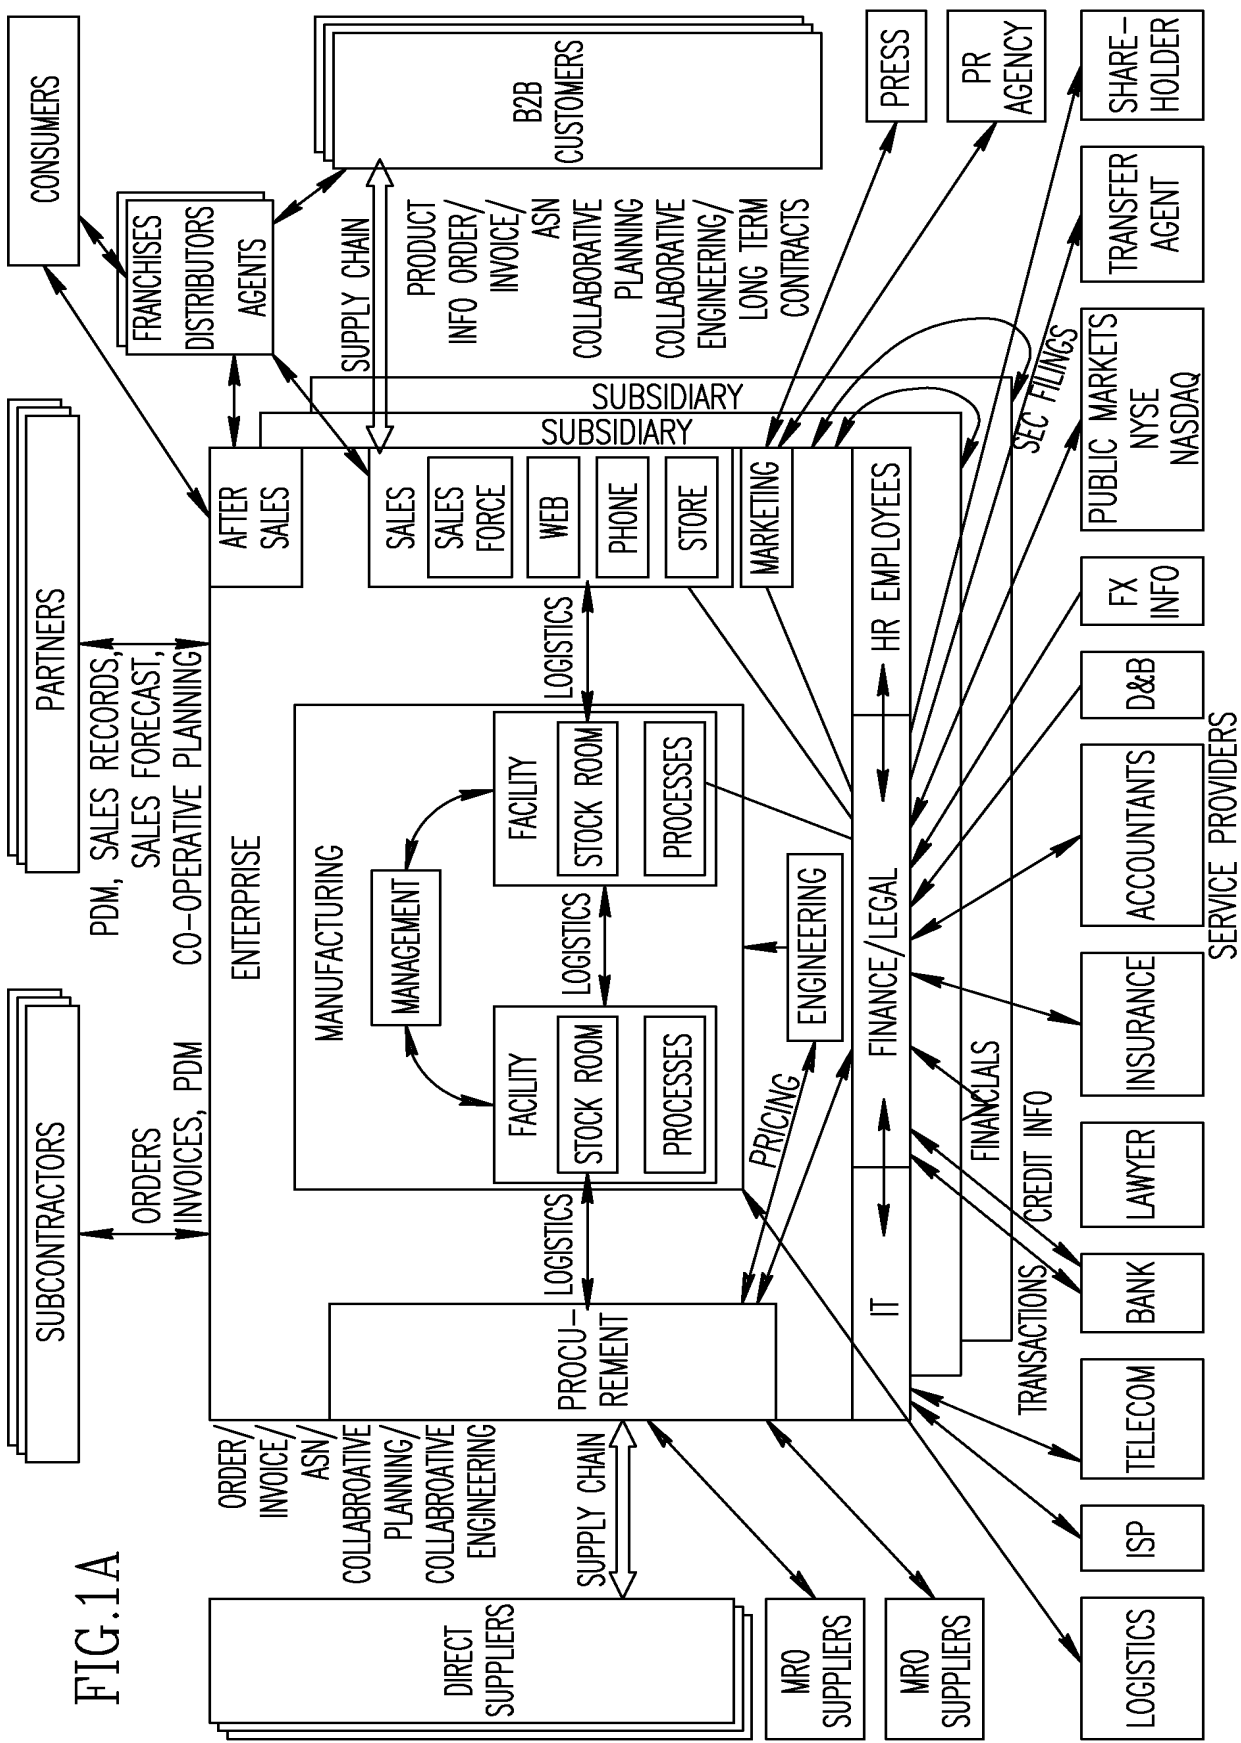 FIG.1A
SUBCONTRACTORS
PARTNERS
CONSUMERS
ORDERS
INVOICES, PDM
PDM, SALES RECORDS,
SALES FORECAST,
CO-OPERATIVE PLANNING
FRANCHISES
DISTRIBUTORS
AGENTS
DIRECT
SUPPLIERS
ORDER/
INVOICE/
ASN/
COLLABROATIVE
PLANNING/
COLLABROATIVE
ENGINEERING
SUPPLY CHAIN
MRO
SUPPLIERS
MRO
SUPPLIERS
ENTERPRISE
PROCU-
REMENT
LOGISTICS
MANUFACTURING
MANAGEMENT
FACILITY
STOCK ROOM
PROCESSES
LOGISTICS
FACILITY
STOCK ROOM
PROCESSES
LOGISTICS
PRICING
ENGINEERING
AFTER
SALES
SALES
SALES
FORCE
WEB
PHONE
STORE
MARKETING
IT
FINANCE/LEGAL
HR EMPLOYEES
SUBSIDIARY
SUBSIDIARY
SUPPLY CHAIN
B2B
CUSTOMERS
PRODUCT
INFO ORDER/
INVOICE/
ASN
COLLABORATIVE
PLANNING
COLLABORATIVE
ENGINEERING/
LONG TERM
CONTRACTS
PRESS
PR
AGENCY
TRANSACTIONS
CREDIT INFO
FINANCLALS
SEC FILINGS
LOGISTICS
ISP
TELECOM
BANK
LAWYER
INSURANCE
ACCOUNTANTS
D&B
FX
INFO
PUBLIC MARKETS
NYSE
NASDAQ
TRANSFER
AGENT
SHARE-
HOLDER
SERVICE PROVIDERS